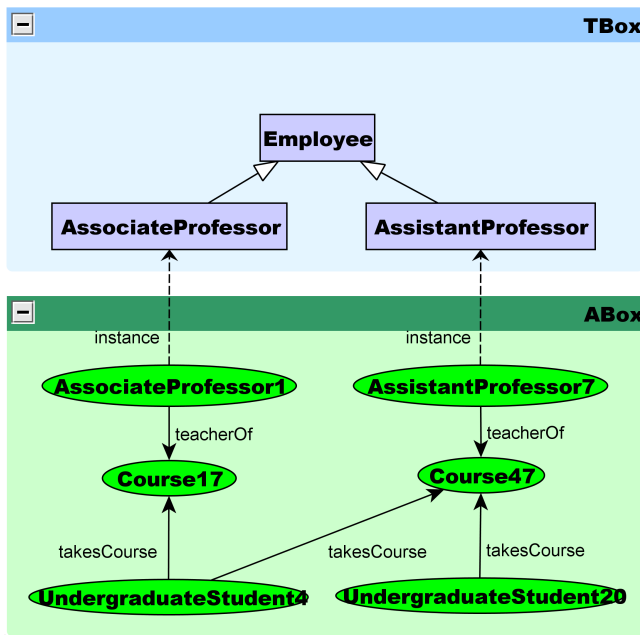 TBox
Employee
AssociateProfessor
AssistantProfessor
ABox
instance
instance
AssociateProfessor1
AssistantProfessor7
teacherOf
teacherOf
Course17
Course47
takesCourse
takesCourse
takesCourse
UndergraduateStudent4
UndergraduateStudent20